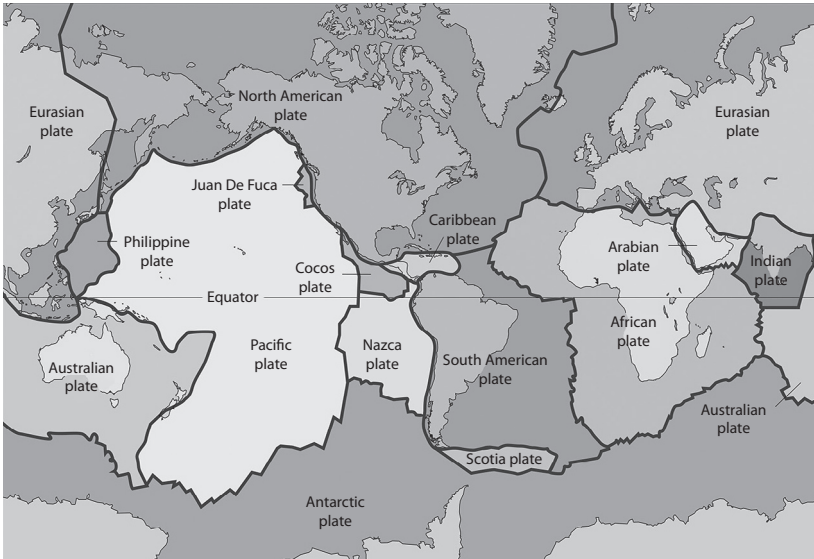 North American
plate
Eurasian
plate
Eurasian
plate
Juan De Fuca
plate
Caribbean
plate
Philippine
plate
Cocos
plate
Arabian
plate
Indian
plate
Equator
African
plate
Australian
plate
Pacific
plate
Nazca
plate
South American
plate
Australian
plate
Scotia plate
Antarctic
plate